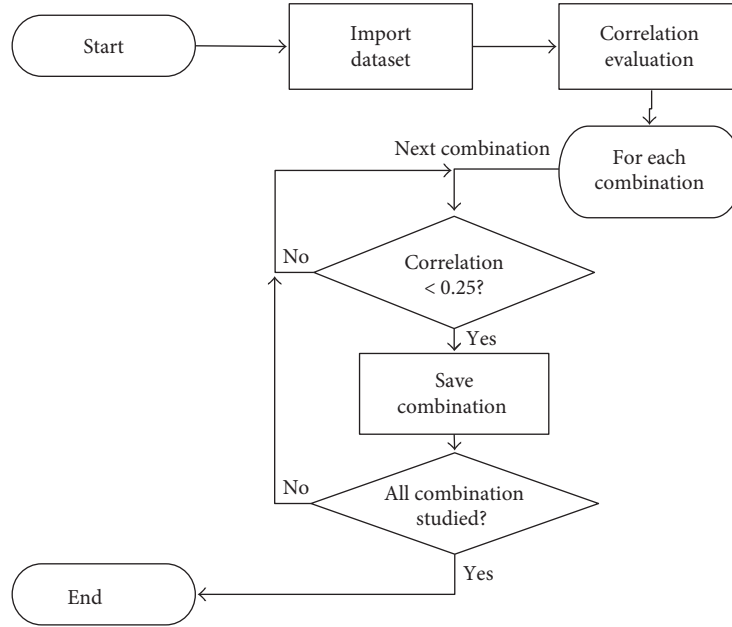 Start
Import
dataset
Correlation
evaluation
For each
combination
Next combination
No
Correlation
< 0.25?
Yes
Save
combination
No
All combination
studied?
Yes
End